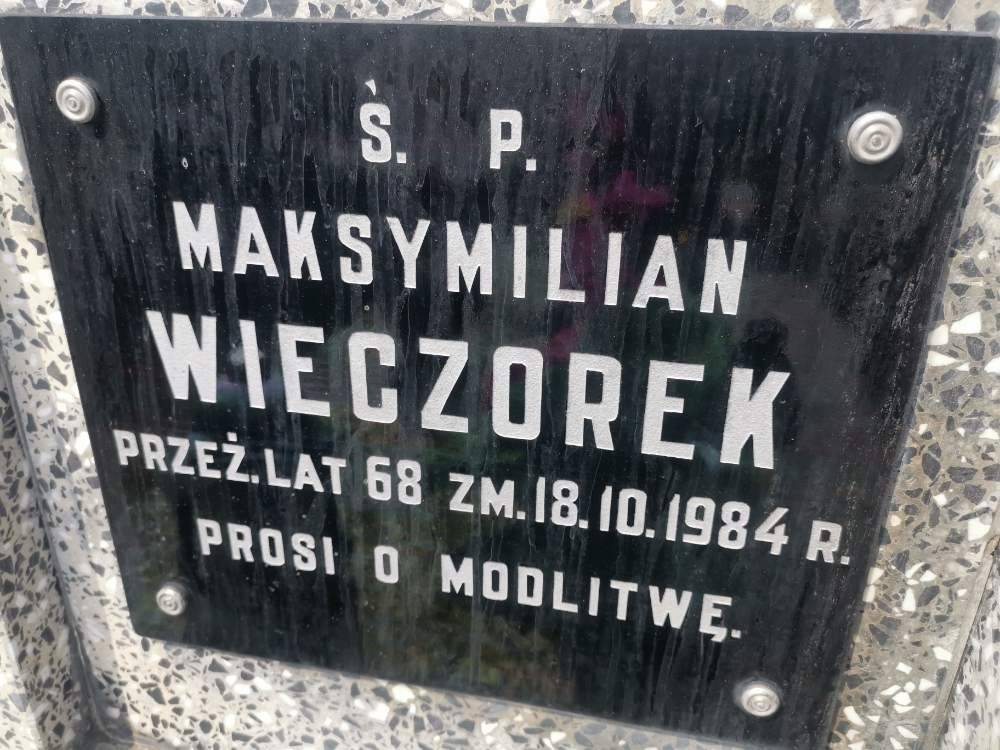 Ś. P.
MAKSYMILIAN
WIECZOREK
PRZEŻ. LAT 68 ZM. 18.10.1984 R.
PROSI O MODLITWĘ.